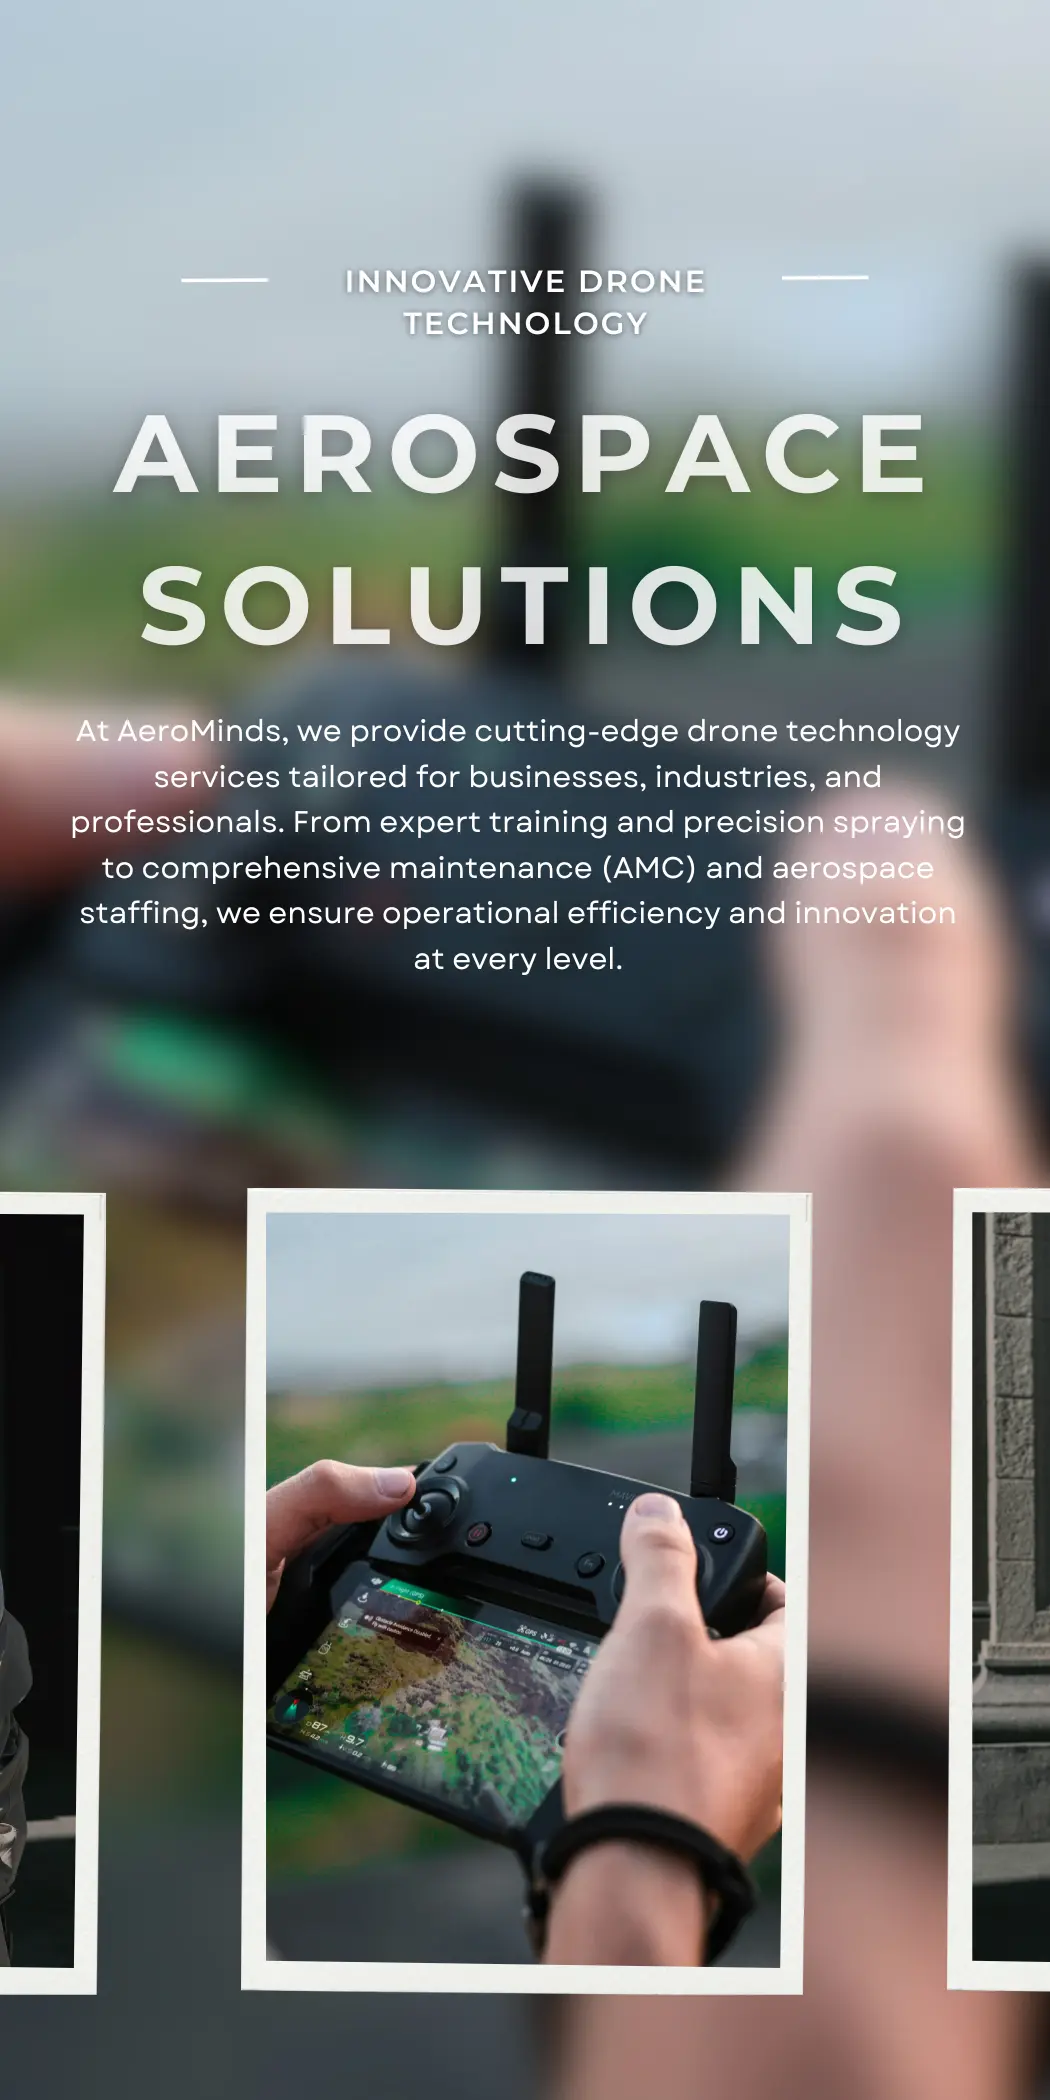 INNOVATIVE DRONE
TECHNOLOGY
AEROSPACE
SOLUTIONS
At AeroMinds, we provide cutting-edge drone technology
services tailored for businesses, industries, and
professionals. From expert training and precision spraying
to comprehensive maintenance (AMC) and aerospace
staffing, we ensure operational efficiency and innovation
at every level.